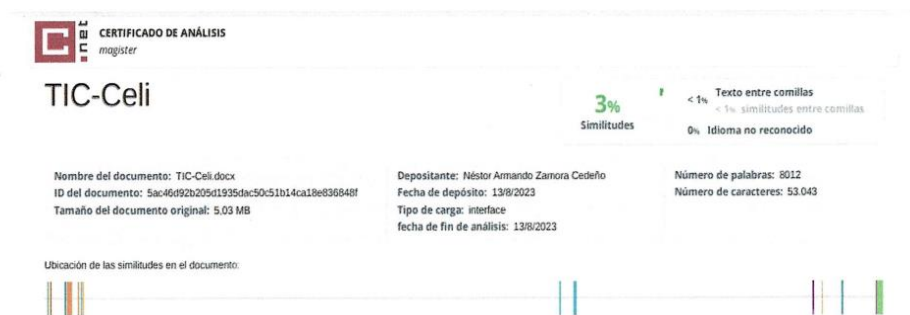 C
.net
CERTIFICADO DE ANÁLISIS
magister
TIC-Celi
3%
Similitudes
< 1% Texto entre comillas
< 1% similitudes entre comillas
0% Idioma no reconocido
Nombre del documento: TIC-Celi.docx
ID del documento: 5ac46d92b205d1935dac50c51b14ca18e836848f
Tamaño del documento original: 5,03 MB
Depositante: Néstor Armando Zamora Cedeño
Fecha de depósito: 13/8/2023
Tipo de carga: interface
fecha de fin de análisis: 13/8/2023
Número de palabras: 8012
Número de caracteres: 53.043
Ubicación de las similitudes en el documento: